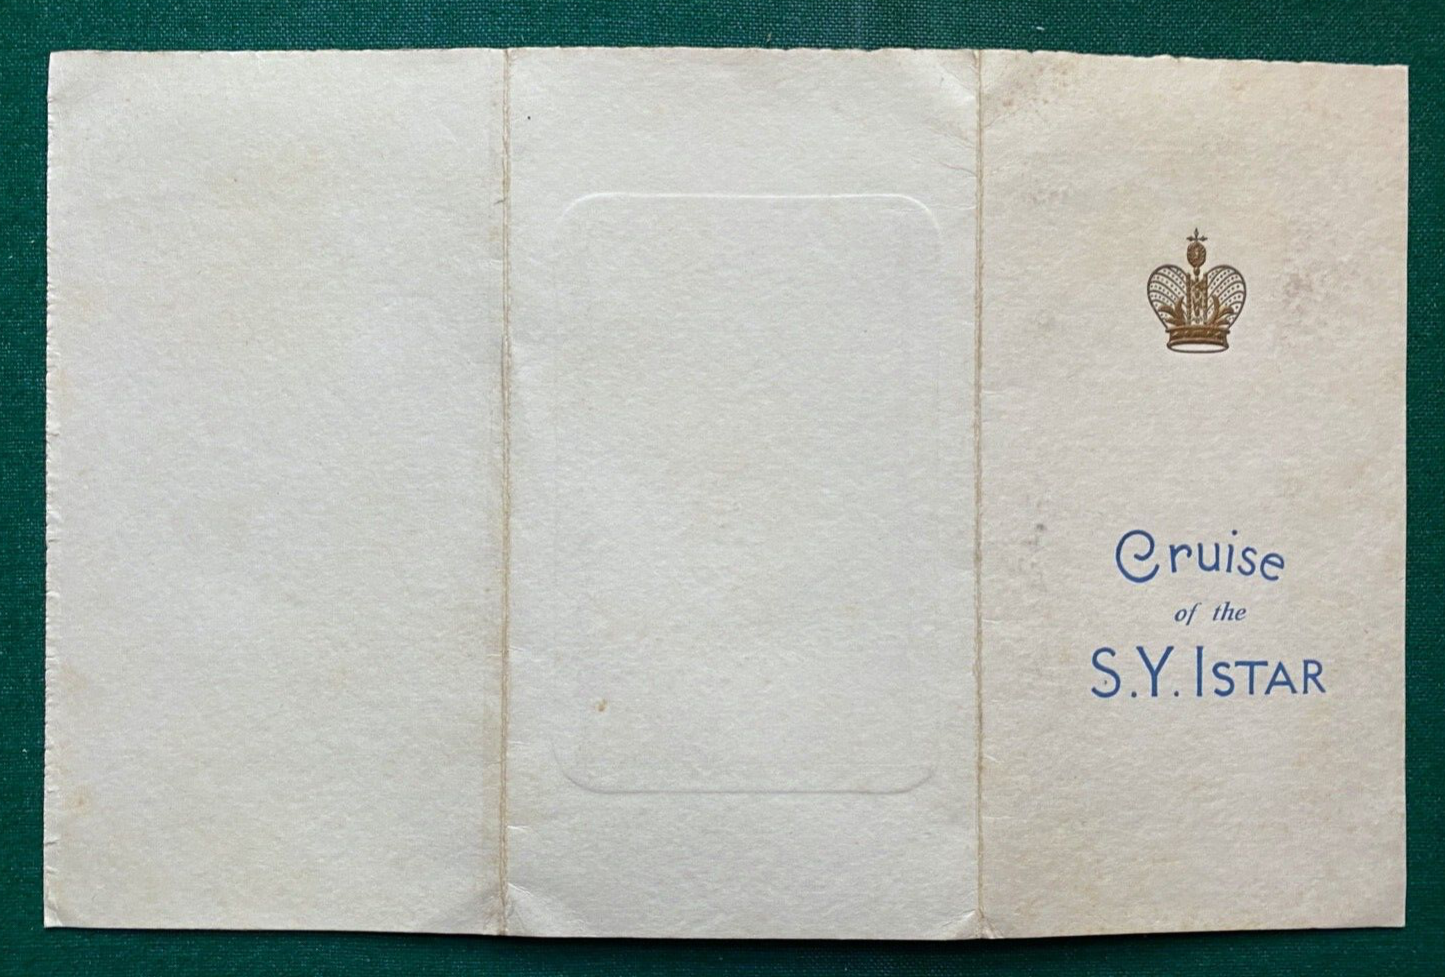 Cruise
of the
S.Y. ISTAR